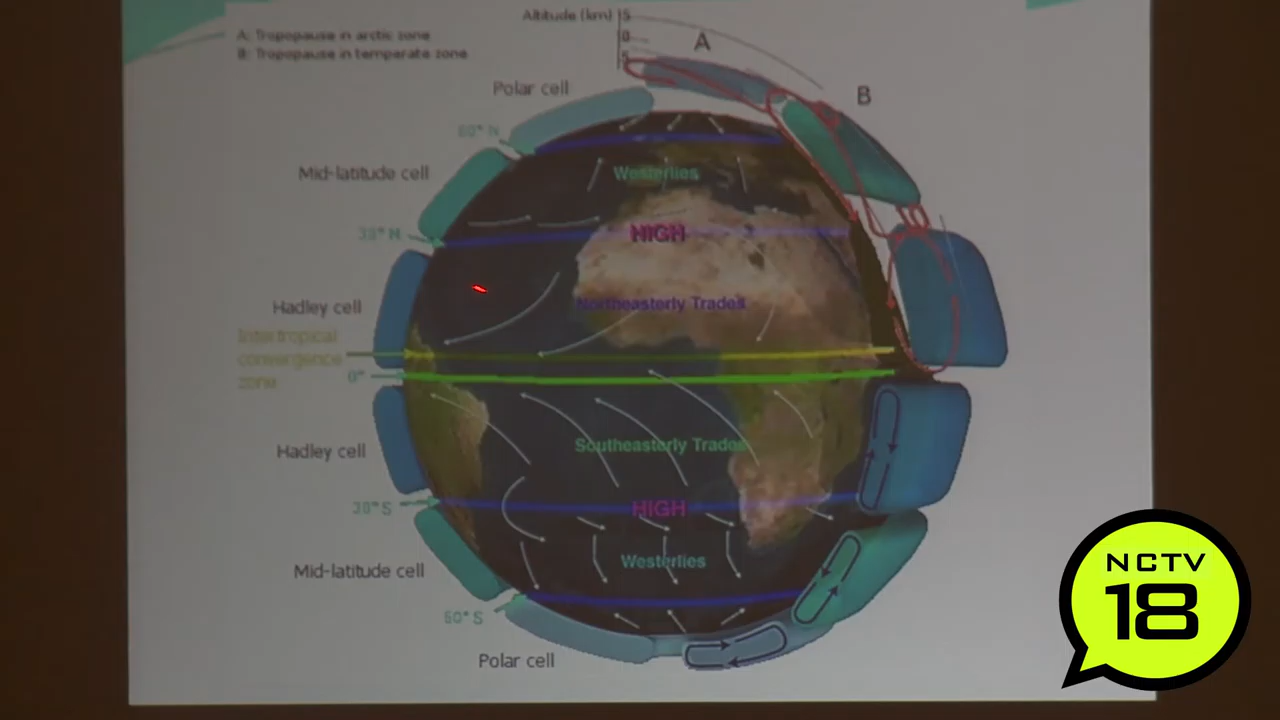 Altitude (km) 15
A: Tropopause in arctic zone
B: Tropopause in temperate zone
A
B
Polar cell
60° N
Mid-latitude cell
Westerlies
30° N
HIGH
Hadley cell
Northeasterly Trades
Intertropical
convergence
zone
0°
Hadley cell
Southeasterly Trades
30° S
HIGH
Mid-latitude cell
Westerlies
60° S
Polar cell
NCTV
18